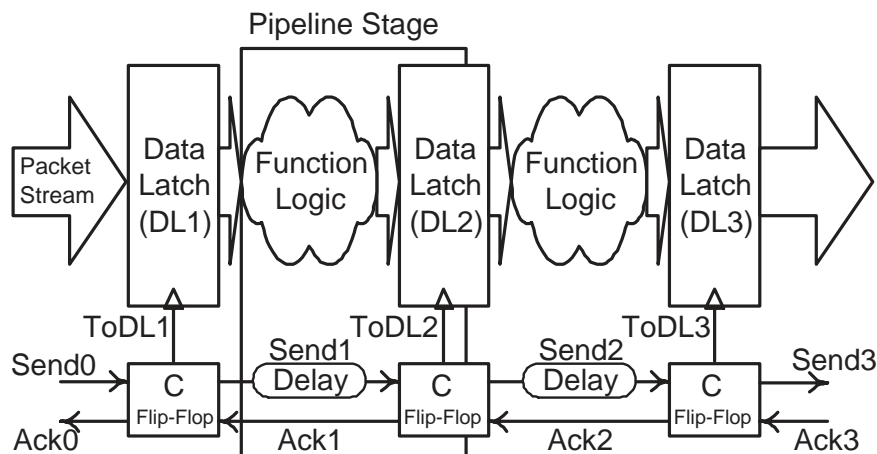 Pipeline Stage
Packet
Stream
Data
Latch
(DL1)
Function
Logic
Data
Latch
(DL2)
Function
Logic
Data
Latch
(DL3)
ToDL1
ToDL2
ToDL3
Send0
C
Flip-Flop
Send1
Delay
C
Flip-Flop
Send2
Delay
C
Flip-Flop
Send3
Ack0
Ack1
Ack2
Ack3